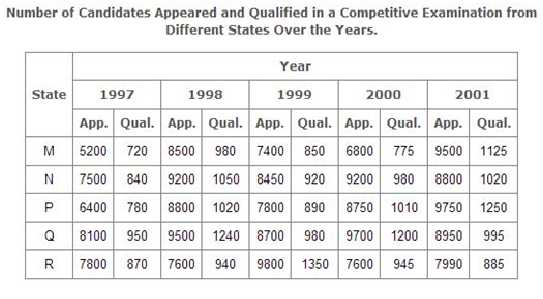 Number of Candidates Appeared and Qualified in a Competitive Examination from
Different States Over the Years.
State Year
1997 1998 1999 2000 2001
App. Qual. App. Qual. App. Qual. App. Qual. App. Qual.
M 5200 720 8500 980 7400 850 6800 775 9500 1125
N 7500 840 9200 1050 8450 920 9200 980 8800 1020
P 6400 780 8800 1020 7800 890 8750 1010 9750 1250
Q 8100 950 9500 1240 8700 980 9700 1200 8950 995
R 7800 870 7600 940 9800 1350 7600 945 7990 885